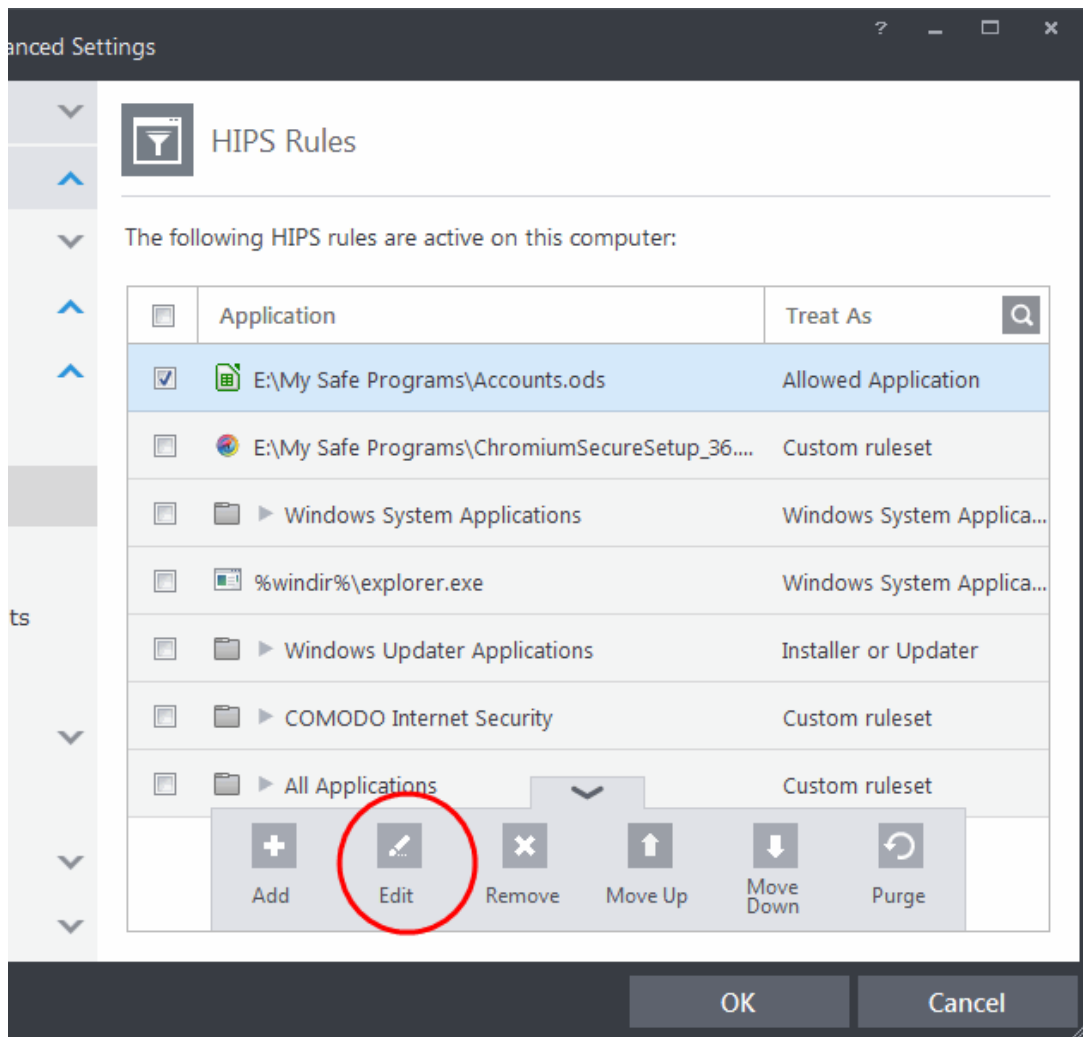 anced Settings
?
HIPS Rules
The following HIPS rules are active on this computer:
Application Treat As
E:\My Safe Programs\Accounts.ods Allowed Application
E:\My Safe Programs\ChromiumSecureSetup_36.... Custom ruleset
Windows System Applications Windows System Applica...
%windir%\explorer.exe Windows System Applica...
ts
Windows Updater Applications Installer or Updater
COMODO Internet Security Custom ruleset
All Applications Custom ruleset
Add Edit Remove Move Up Move Down Purge
OK Cancel